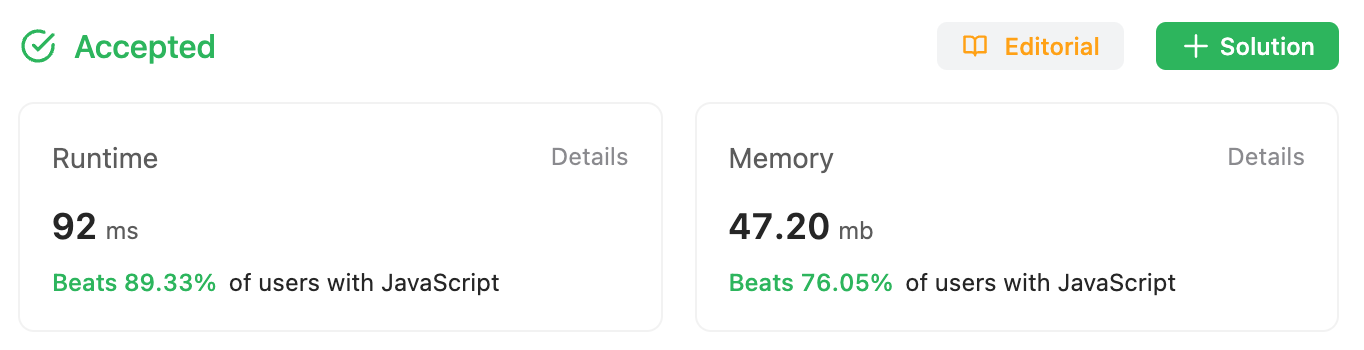 Accepted
Editorial
Solution
Runtime
Details
92 ms
Beats 89.33% of users with JavaScript
Memory
Details
47.20 mb
Beats 76.05% of users with JavaScript